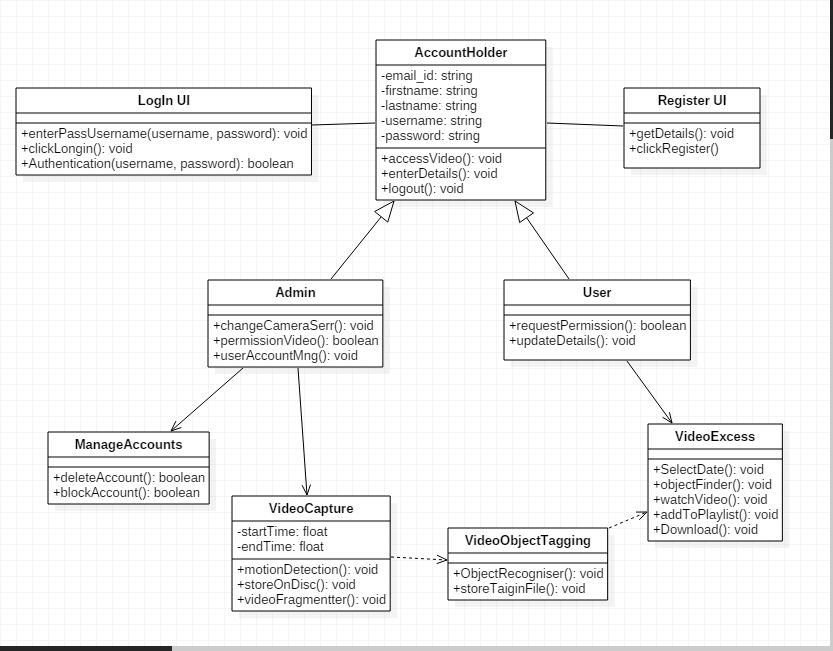 AccountHolder
-email_id: string
-firstname: string
-lastname: string
-username: string
-password: string
+accessVideo(): void
+enterDetails(): void
+logout(): void
LogIn UI
+enterPassUsername(username, password): void
+clickLongin(): void
+Authentication(username, password): boolean
Register UI
+getDetails(): void
+clickRegister()
Admin
+changeCameraSerr(): void
+permissionVideo(): boolean
+userAccountMng(): void
User
+requestPermission(): boolean
+updateDetails(): void
ManageAccounts
+deleteAccount(): boolean
+blockAccount(): boolean
VideoCapture
-startTime: float
-endTime: float
+motionDetection(): void
+storeOnDisc(): void
+videoFragmentter(): void
VideoObjectTagging
+ObjectRecogniser(): void
+storeTaiginFile(): void
VideoExcess
+SelectDate(): void
+objectFinder(): void
+watchVideo(): void
+addToPlaylist(): void
+Download(): void